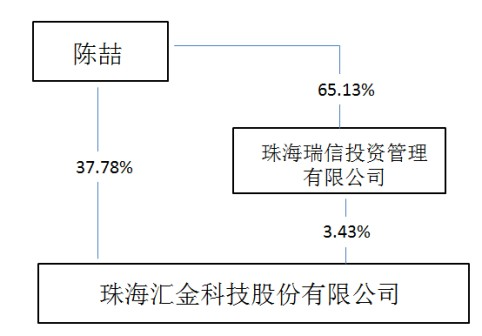 陈喆
65.13%
珠海瑞信投资管理
有限公司
37.78%
3.43%
珠海汇金科技股份有限公司